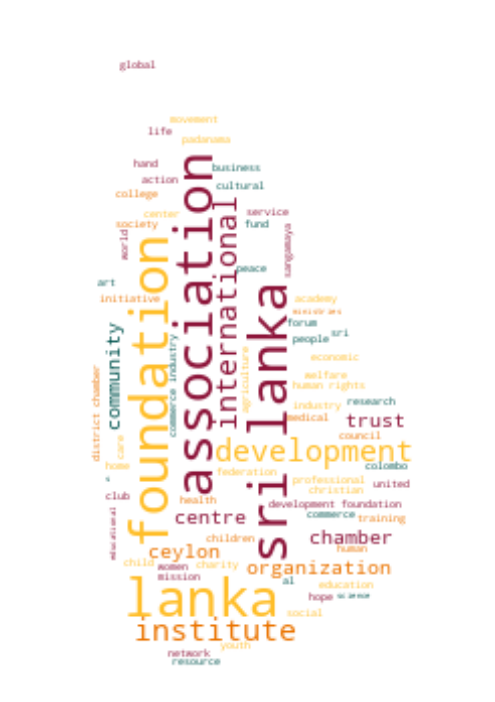 global
movement
life
padanama
hand
business
action
cultural
college
association
center
service
society
fund
international
world
sangamaya
peace
foundation
art
sri lanka
initiative
academy
ministries
forum
community
people
sri
commerce industry
economic
agriculture
district chamber
welfare
human rights
industry
research
medical
trust
council
care
development
home
colombo
federation
professional
united
christian
club
health
development foundation
educational
centre
commerce
training
children
chamber
ceylon
human
child
women
charity
organization
mission
al
education
lanka
hope
science
social
institute
youth
network
resource